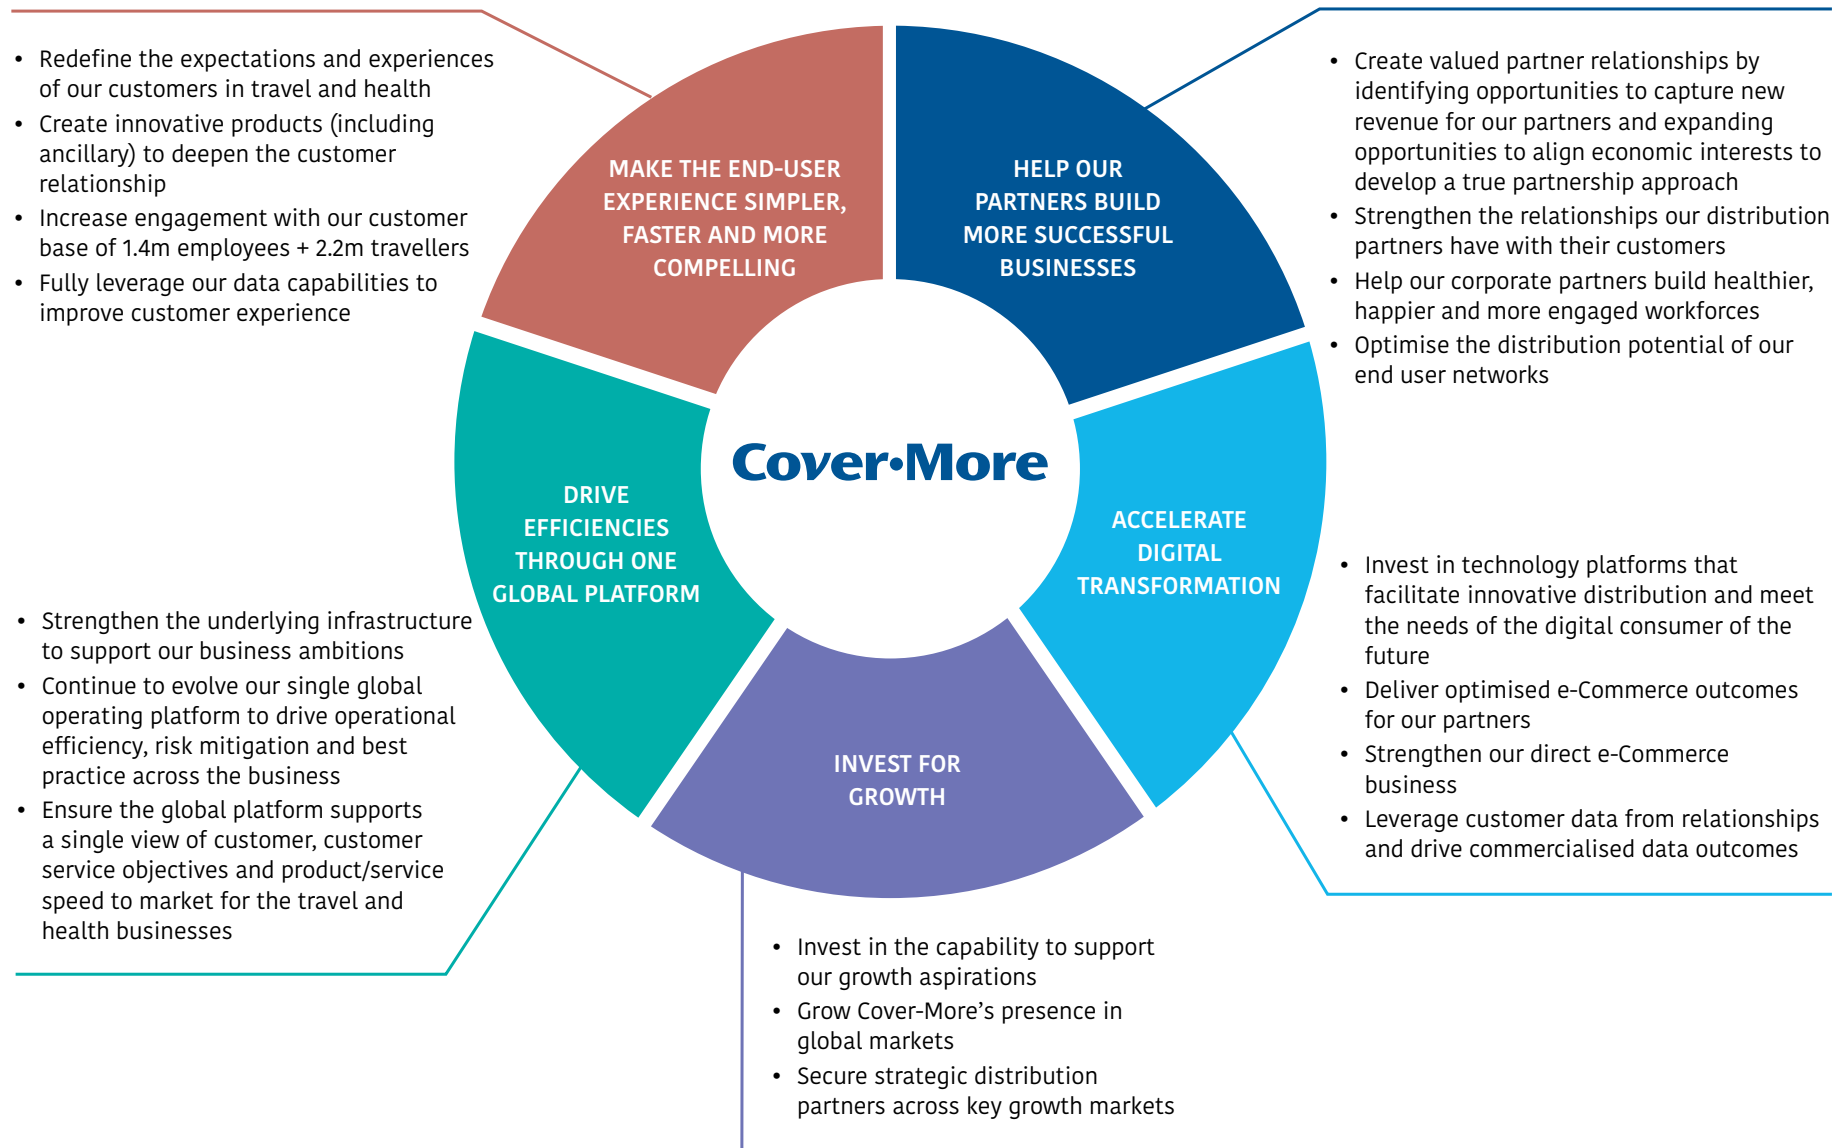 • Redefine the expectations and experiences
of our customers in travel and health
• Create innovative products (including
ancillary) to deepen the customer
relationship
• Increase engagement with our customer
base of 1.4m employees + 2.2m travellers
• Fully leverage our data capabilities to
improve customer experience
MAKE THE END-USER
EXPERIENCE SIMPLER,
FASTER AND MORE
COMPELLING
HELP OUR
PARTNERS BUILD
MORE SUCCESSFUL
BUSINESSES
• Create valued partner relationships by
identifying opportunities to capture new
revenue for our partners and expanding
opportunities to align economic interests to
develop a true partnership approach
• Strengthen the relationships our distribution
partners have with their customers
• Help our corporate partners build healthier,
happier and more engaged workforces
• Optimise the distribution potential of our
end user networks
Cover•More
DRIVE
EFFICIENCIES
THROUGH ONE
GLOBAL PLATFORM
ACCELERATE
DIGITAL
TRANSFORMATION
• Strengthen the underlying infrastructure
to support our business ambitions
• Continue to evolve our single global
operating platform to drive operational
efficiency, risk mitigation and best
practice across the business
• Ensure the global platform supports
a single view of customer, customer
service objectives and product/service
speed to market for the travel and
health businesses
• Invest in technology platforms that
facilitate innovative distribution and meet
the needs of the digital consumer of the
future
• Deliver optimised e-Commerce outcomes
for our partners
• Strengthen our direct e-Commerce
business
• Leverage customer data from relationships
and drive commercialised data outcomes
INVEST FOR
GROWTH
• Invest in the capability to support
our growth aspirations
• Grow Cover-More’s presence in
global markets
• Secure strategic distribution
partners across key growth markets